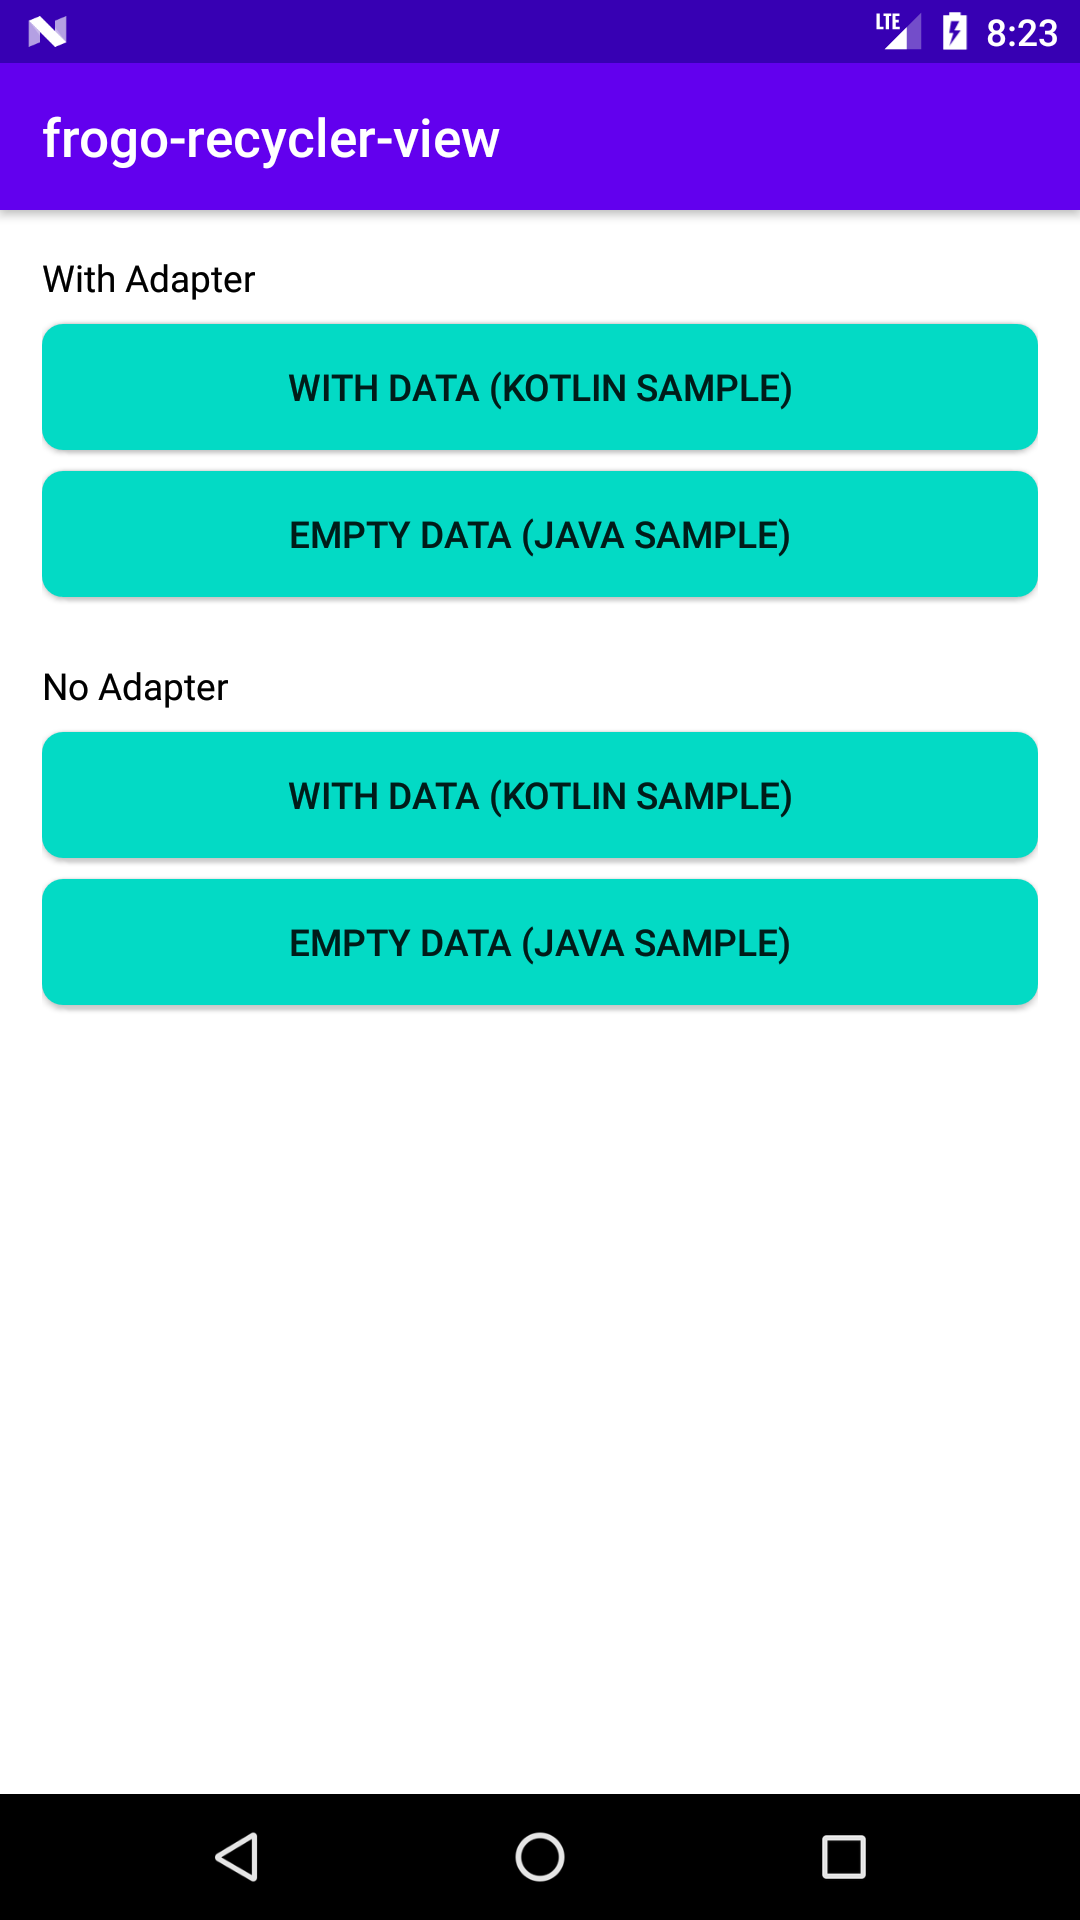 LTE 8:23
frogo-recycler-view
With Adapter
WITH DATA (KOTLIN SAMPLE)
EMPTY DATA (JAVA SAMPLE)
No Adapter
WITH DATA (KOTLIN SAMPLE)
EMPTY DATA (JAVA SAMPLE)